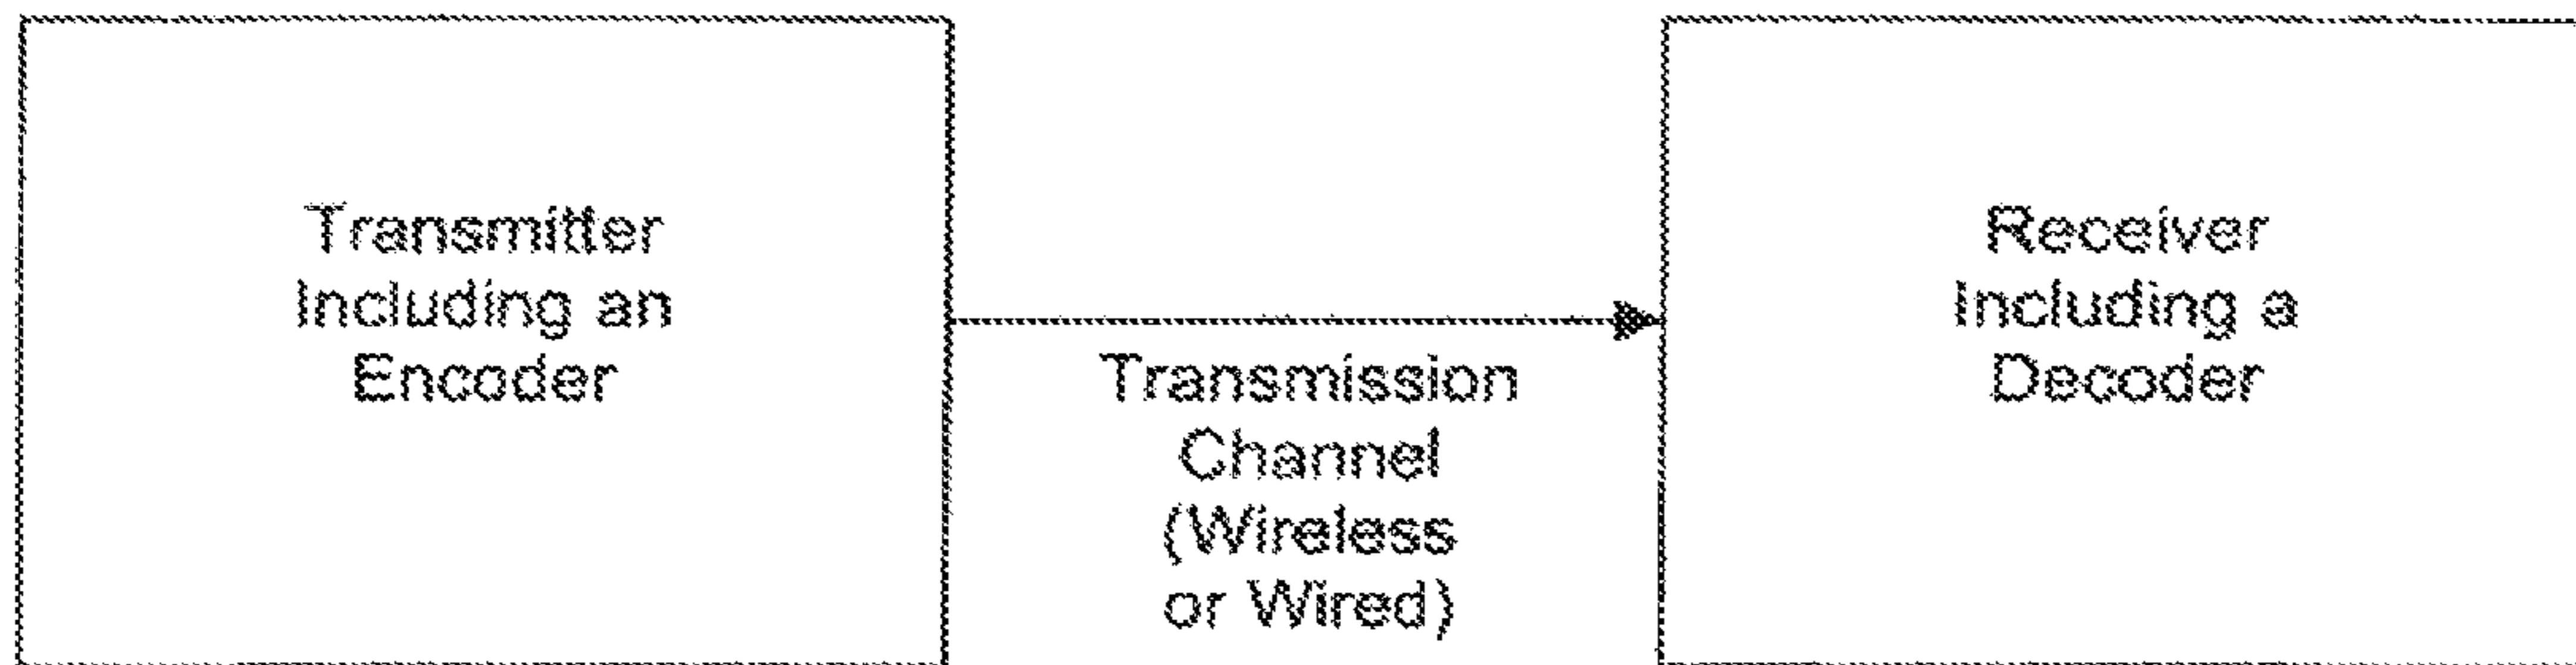 Transmitter
Including an
Encoder
Transmission
Channel
(Wireless
or Wired)
Receiver
Including a
Decoder